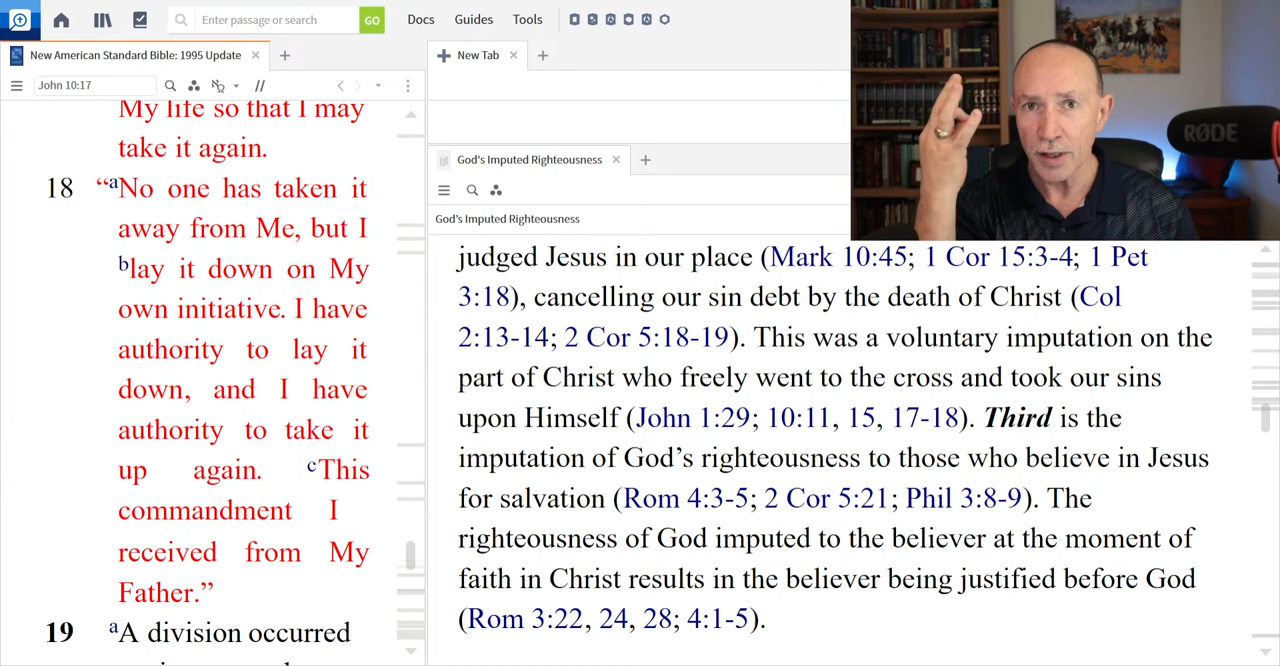 Enter passage or search
GO
Docs
Guides
Tools
New American Standard Bible: 1995 Update
John 10:17
My life so that I may
take it again.
18 “aNo one has taken it
away from Me, but I
blay it down on My
own initiative. I have
authority to lay it
down, and I have
authority to take it
up again. cThis
commandment I
received from My
Father.”
19 aA division occurred
New Tab
God's Imputed Righteousness
God’s Imputed Righteousness
judged Jesus in our place (Mark 10:45; 1 Cor 15:3-4; 1 Pet
3:18), cancelling our sin debt by the death of Christ (Col
2:13-14; 2 Cor 5:18-19). This was a voluntary imputation on the
part of Christ who freely went to the cross and took our sins
upon Himself (John 1:29; 10:11, 15, 17-18). Third is the
imputation of God’s righteousness to those who believe in Jesus
for salvation (Rom 4:3-5; 2 Cor 5:21; Phil 3:8-9). The
righteousness of God imputed to the believer at the moment of
faith in Christ results in the believer being justified before God
(Rom 3:22, 24, 28; 4:1-5).
RØDE